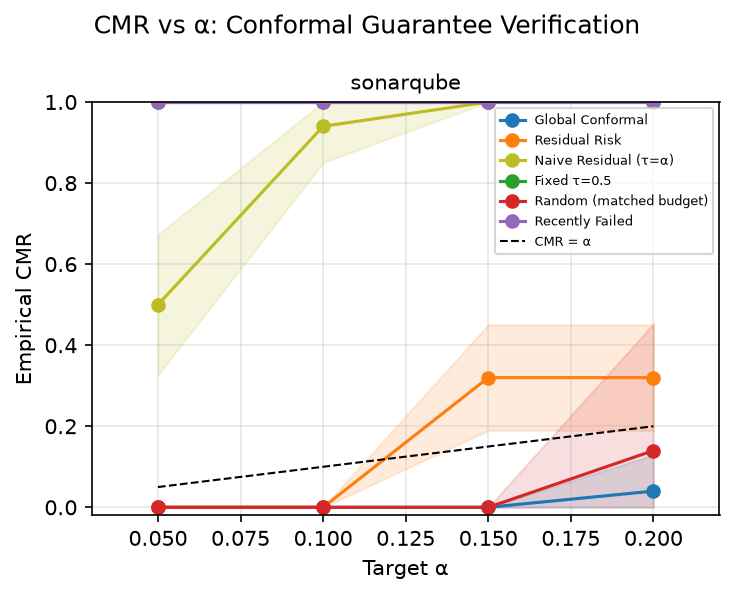 CMR vs α: Conformal Guarantee Verification
sonarqube
Empirical CMR
1.0
0.8
0.6
0.4
0.2
0.0
Global Conformal
Residual Risk
Naive Residual (τ=α)
Fixed τ=0.5
Random (matched budget)
Recently Failed
CMR = α
0.050 0.075 0.100 0.125 0.150 0.175 0.200
Target α